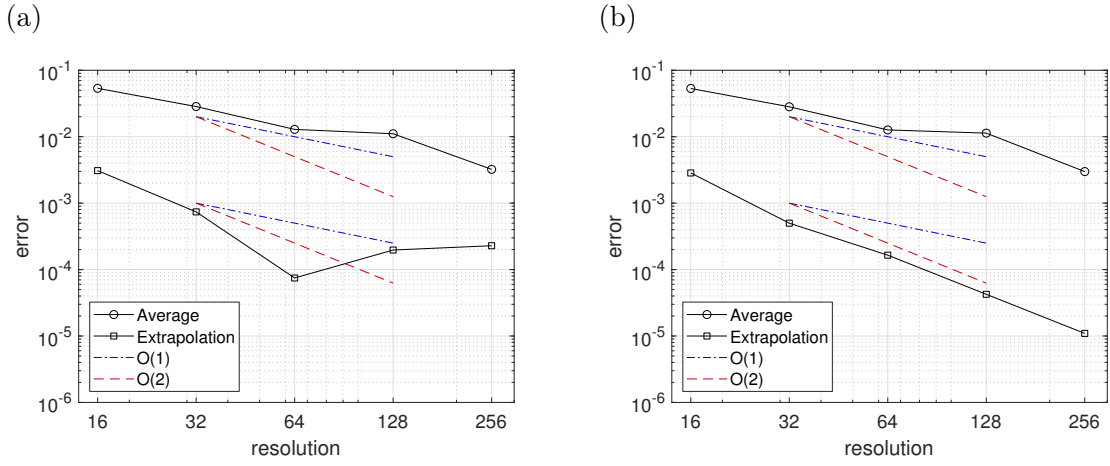 (a)
10^-1
10^-2
10^-3
10^-4
10^-5
10^-6
error
16 32 64 128 256
resolution
Average
Extrapolation
O(1)
O(2)
(b)
10^-1
10^-2
10^-3
10^-4
10^-5
10^-6
error
16 32 64 128 256
resolution
Average
Extrapolation
O(1)
O(2)